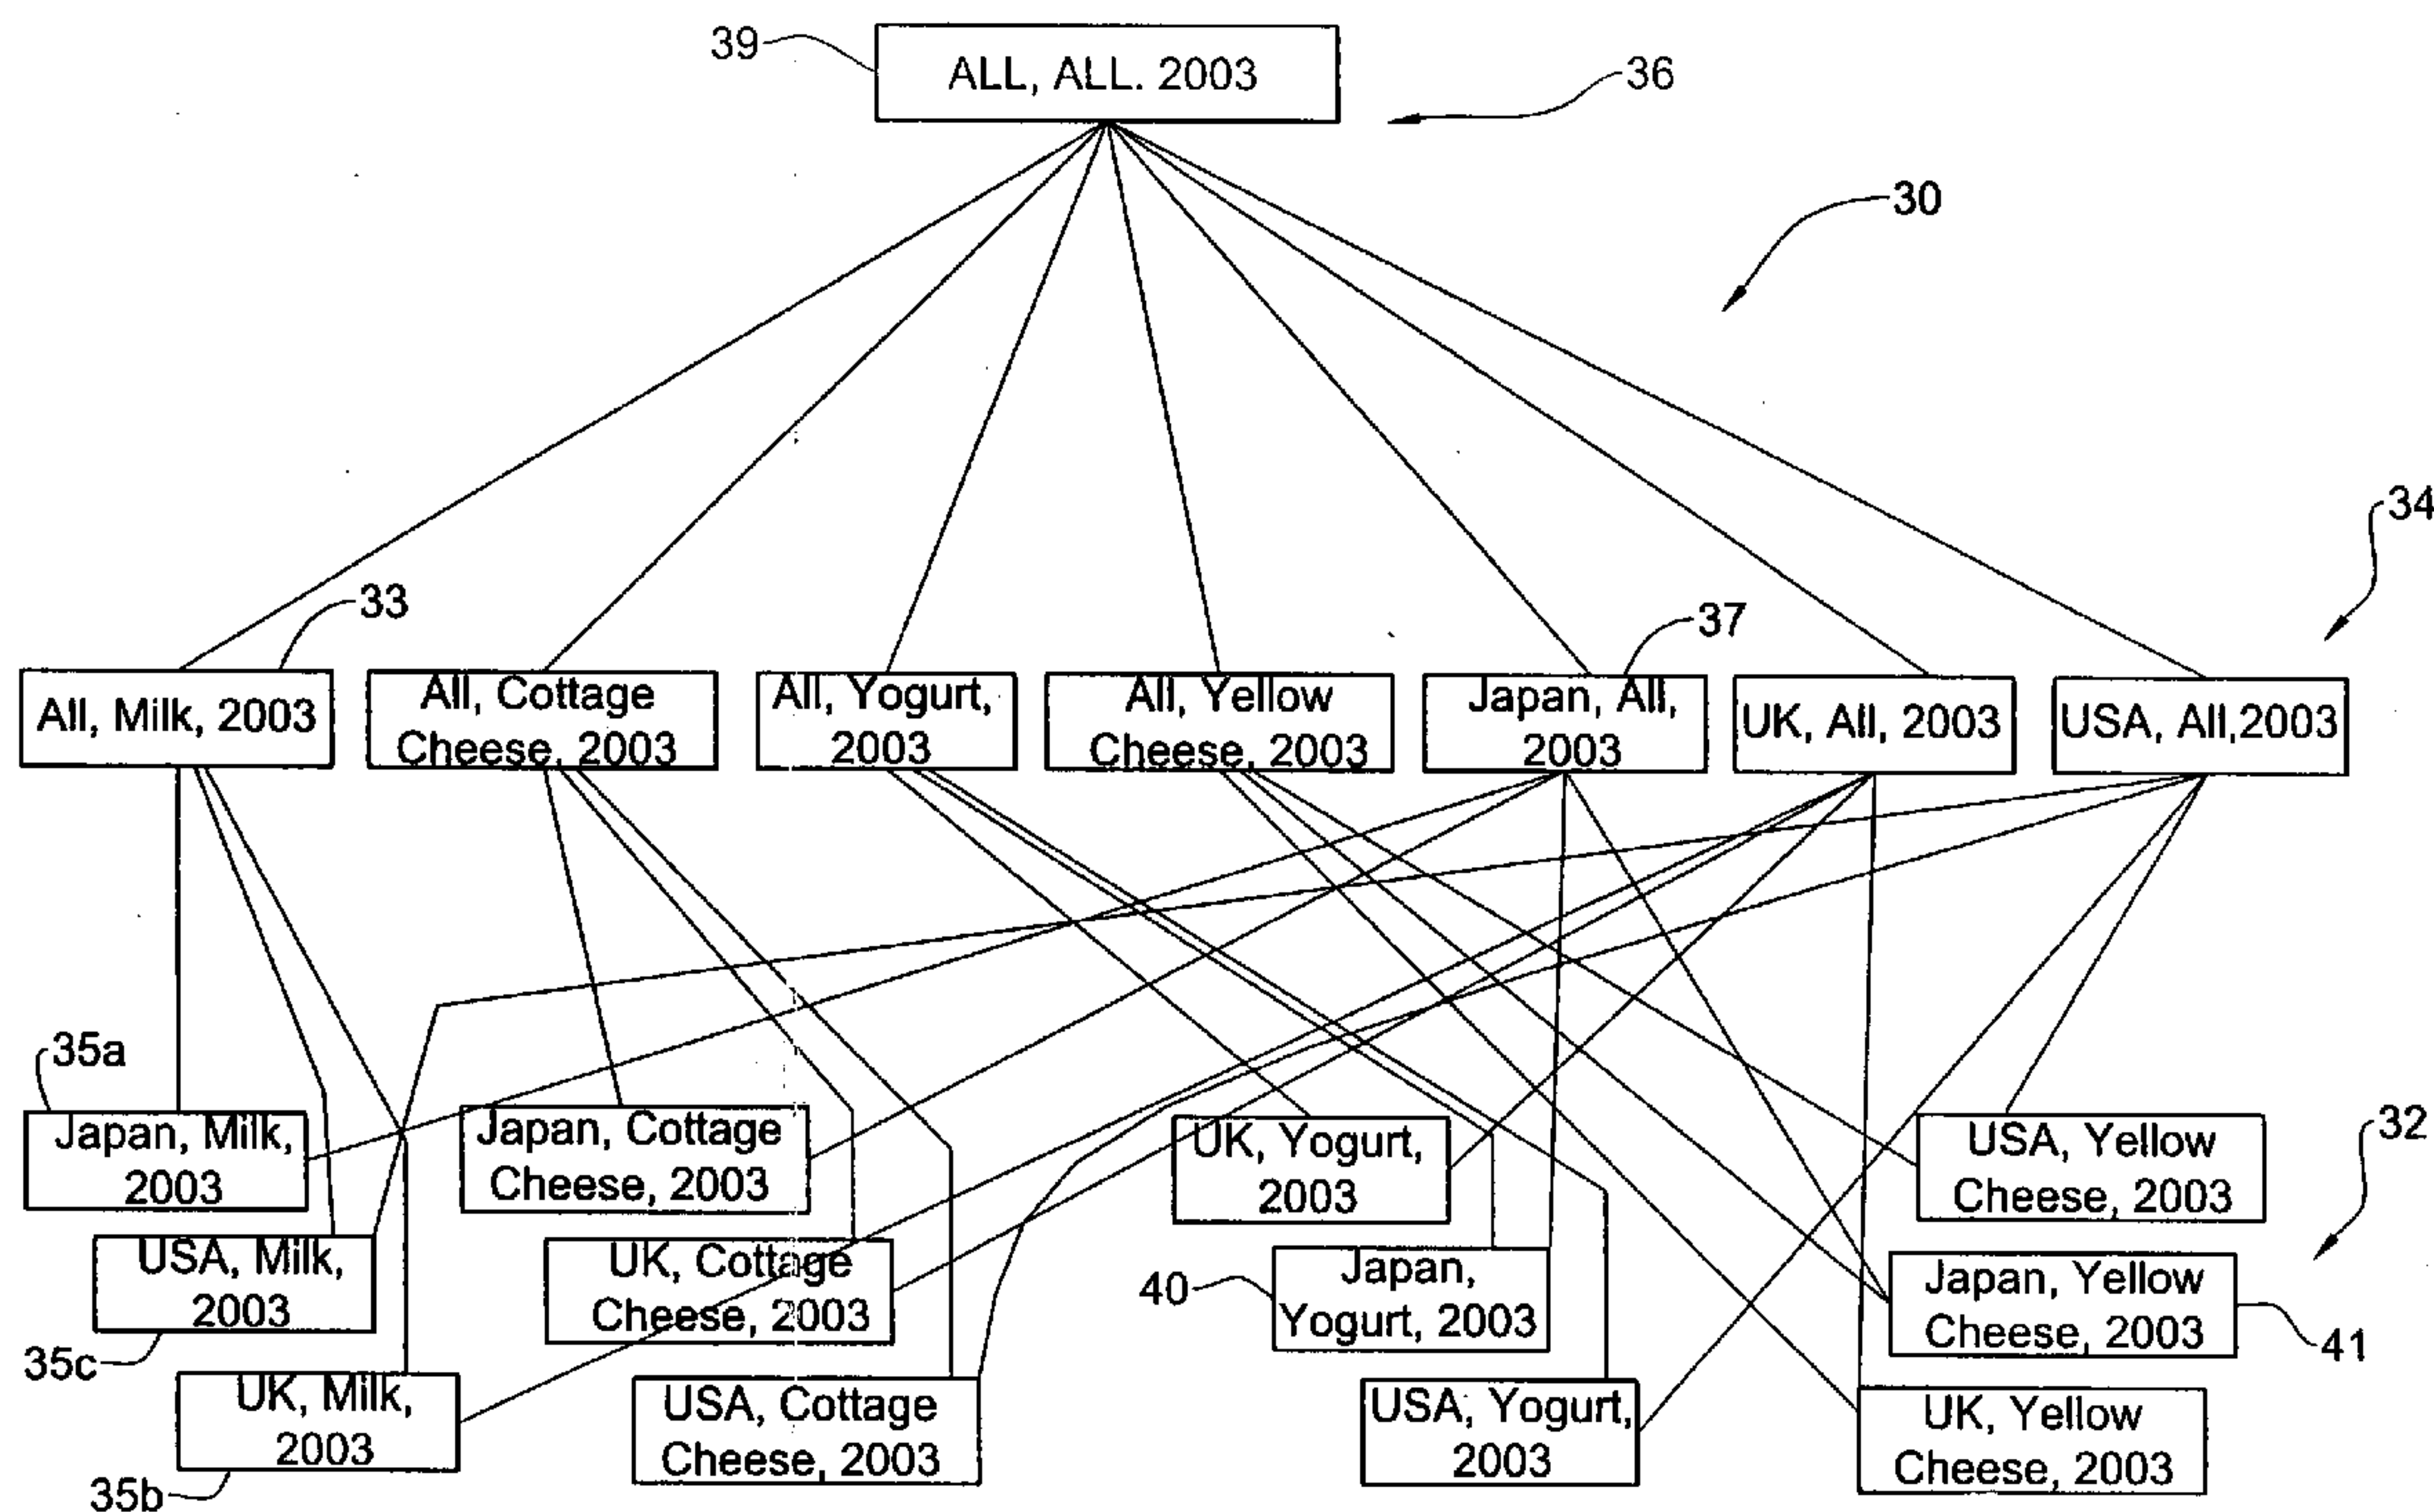 39
ALL, ALL. 2003
36
30
34
33
37
All, Milk, 2003
All, Cottage
Cheese, 2003
All, Yogurt,
2003
All, Yellow
Cheese, 2003
Japan, All,
2003
UK, All, 2003
USA, All,2003
35a
Japan, Milk,
2003
Japan, Cottage
Cheese, 2003
UK, Yogurt,
2003
USA, Yellow
Cheese, 2003
32
USA, Milk,
2003
35c
UK, Cottage
Cheese, 2003
40
Japan,
Yogurt, 2003
Japan, Yellow
Cheese, 2003
41
UK, Milk,
2003
35b
USA, Cottage
Cheese, 2003
USA, Yogurt,
2003
UK, Yellow
Cheese, 2003